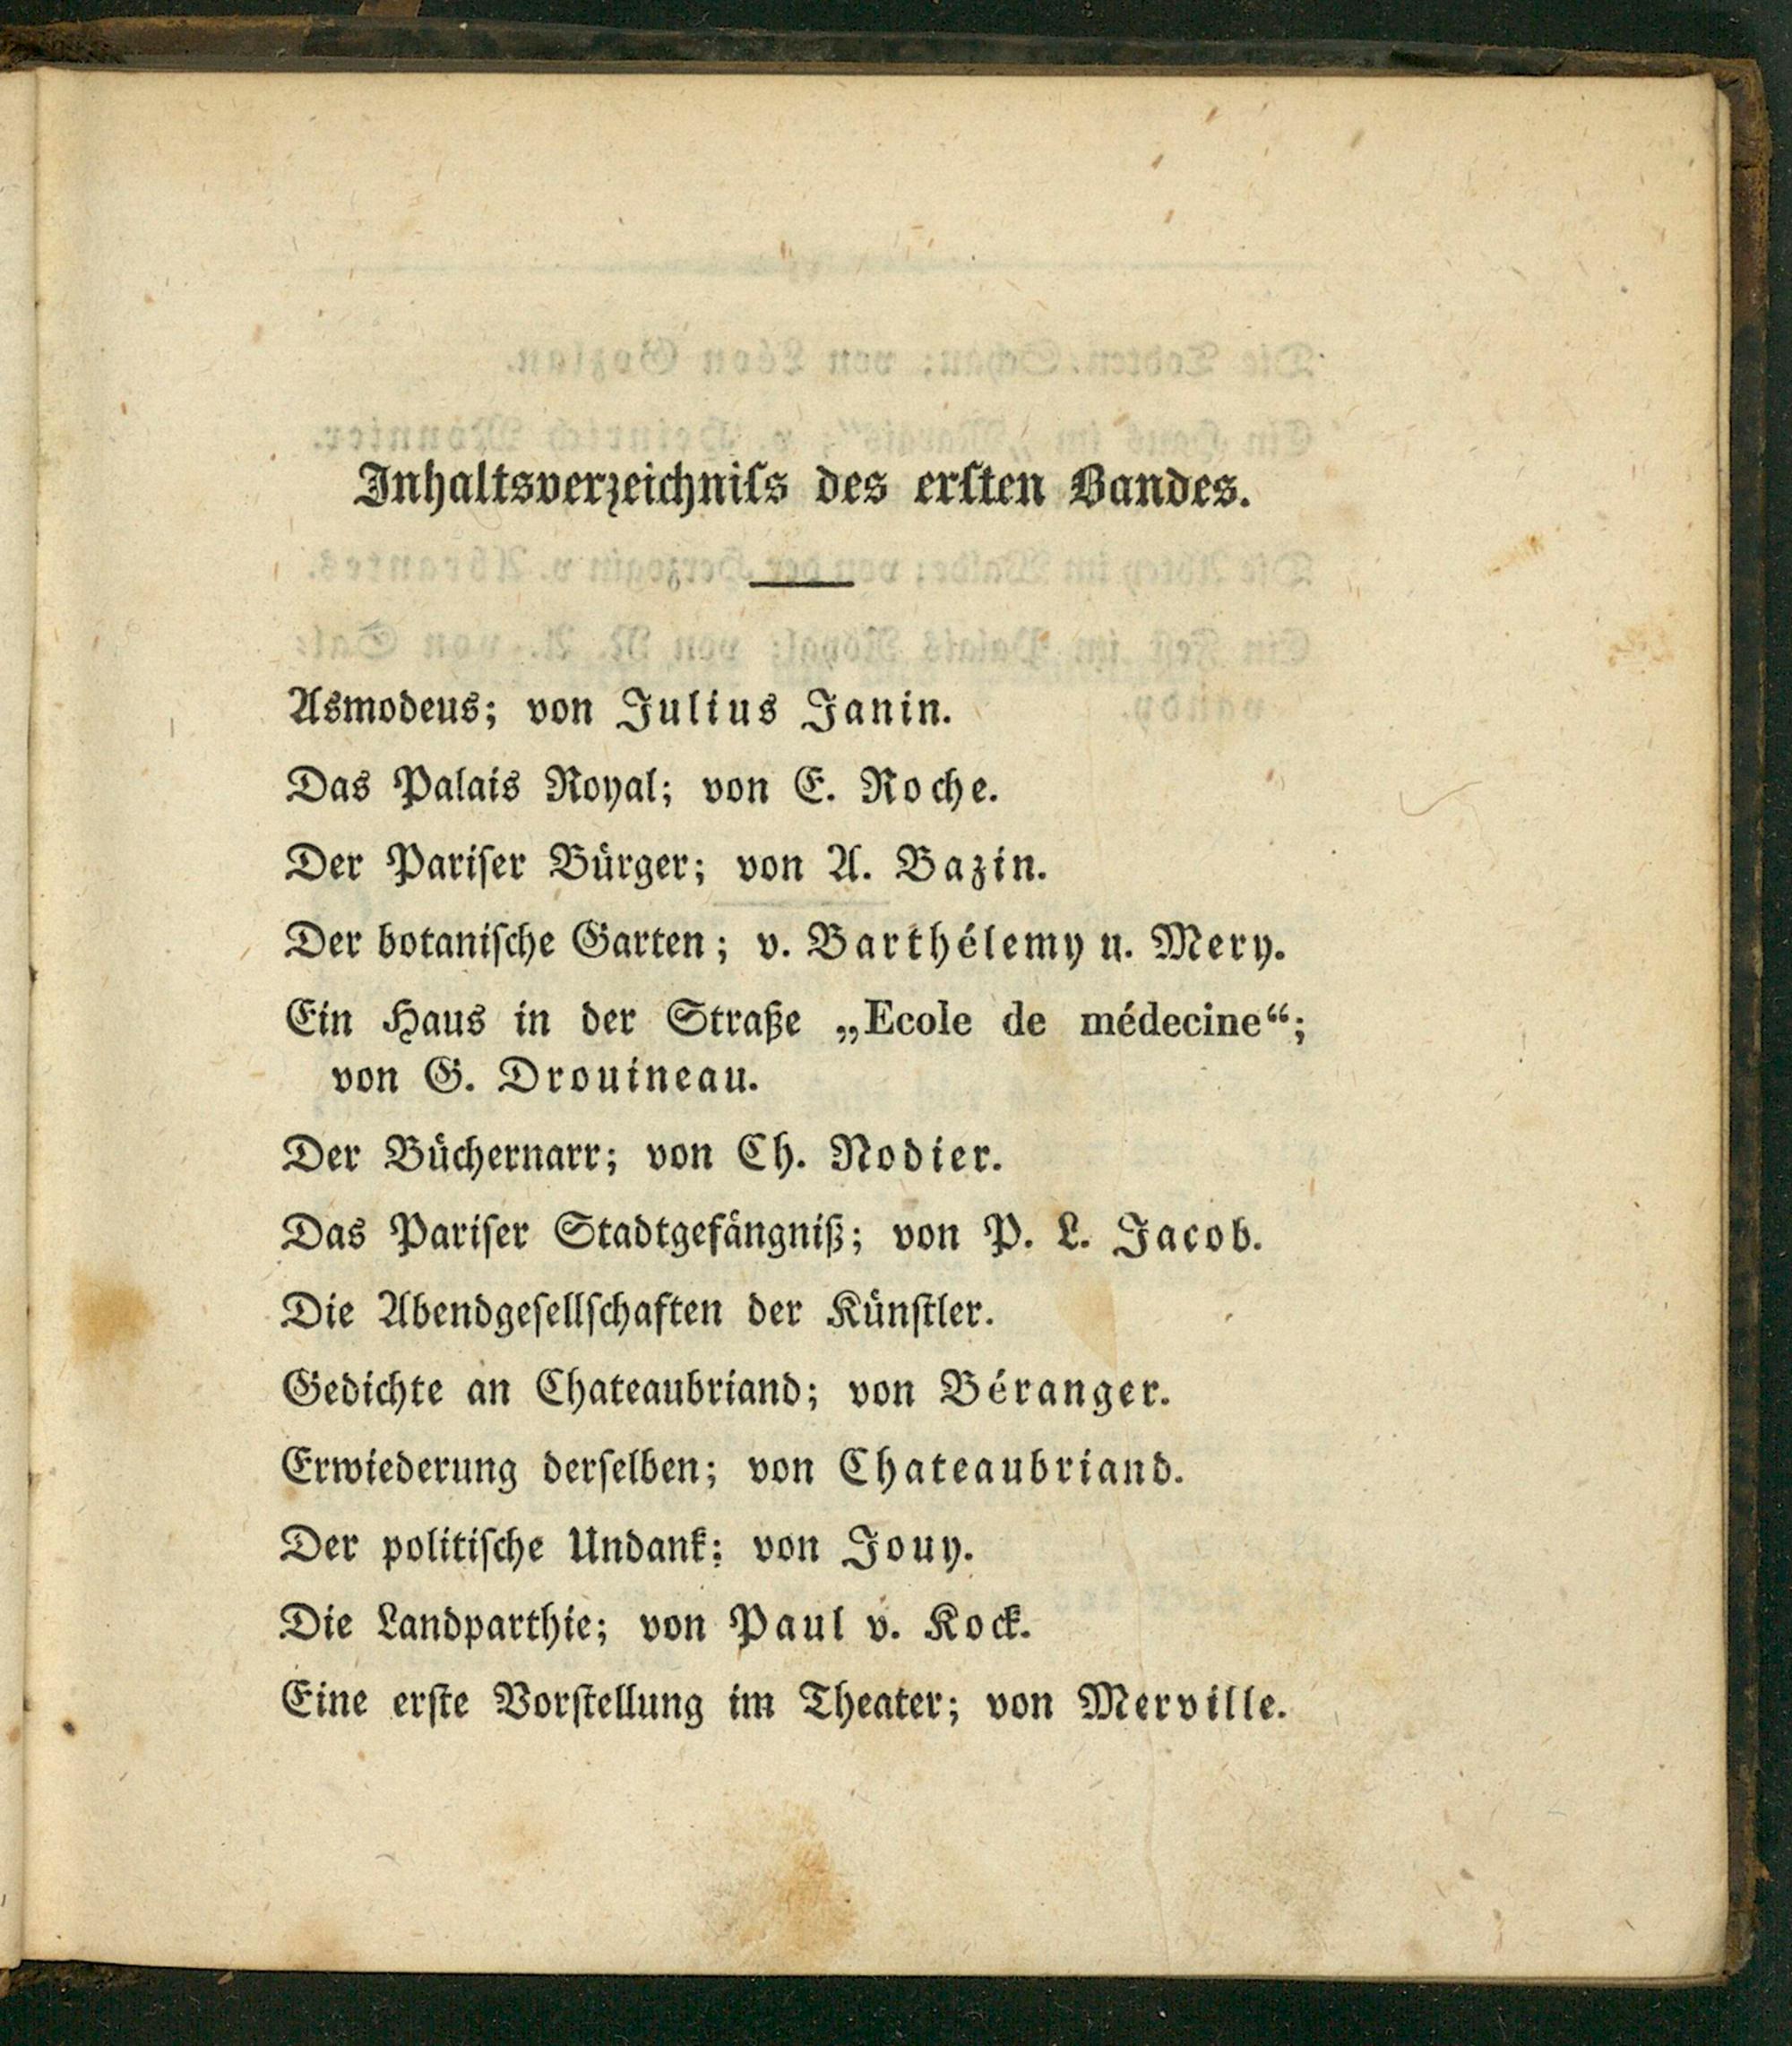 Inhaltsverzeichniſs des erſten Bandes.
Asmodeus; von Julius Janin.
Das Palais Royal; von E. Roche.
Der Pariſer Bürger; von A. Bazin.
Der botaniſche Garten; v. Barthélemy u. Mery.
Ein Haus in der Straße „Ecole de médecine“;
von G. Drouineau.
Der Büchernarr; von Ch. Nodier.
Das Pariſer Stadtgefängniß; von P. L. Jacob.
Die Abendgeſellſchaften der Künſtler.
Gedichte an Chateaubriand; von Béranger.
Erwiederung derſelben; von Chateaubriand.
Der politiſche Undank; von Jouy.
Die Landparthie; von Paul v. Kock.
Eine erſte Vorſtellung im Theater; von Merville.